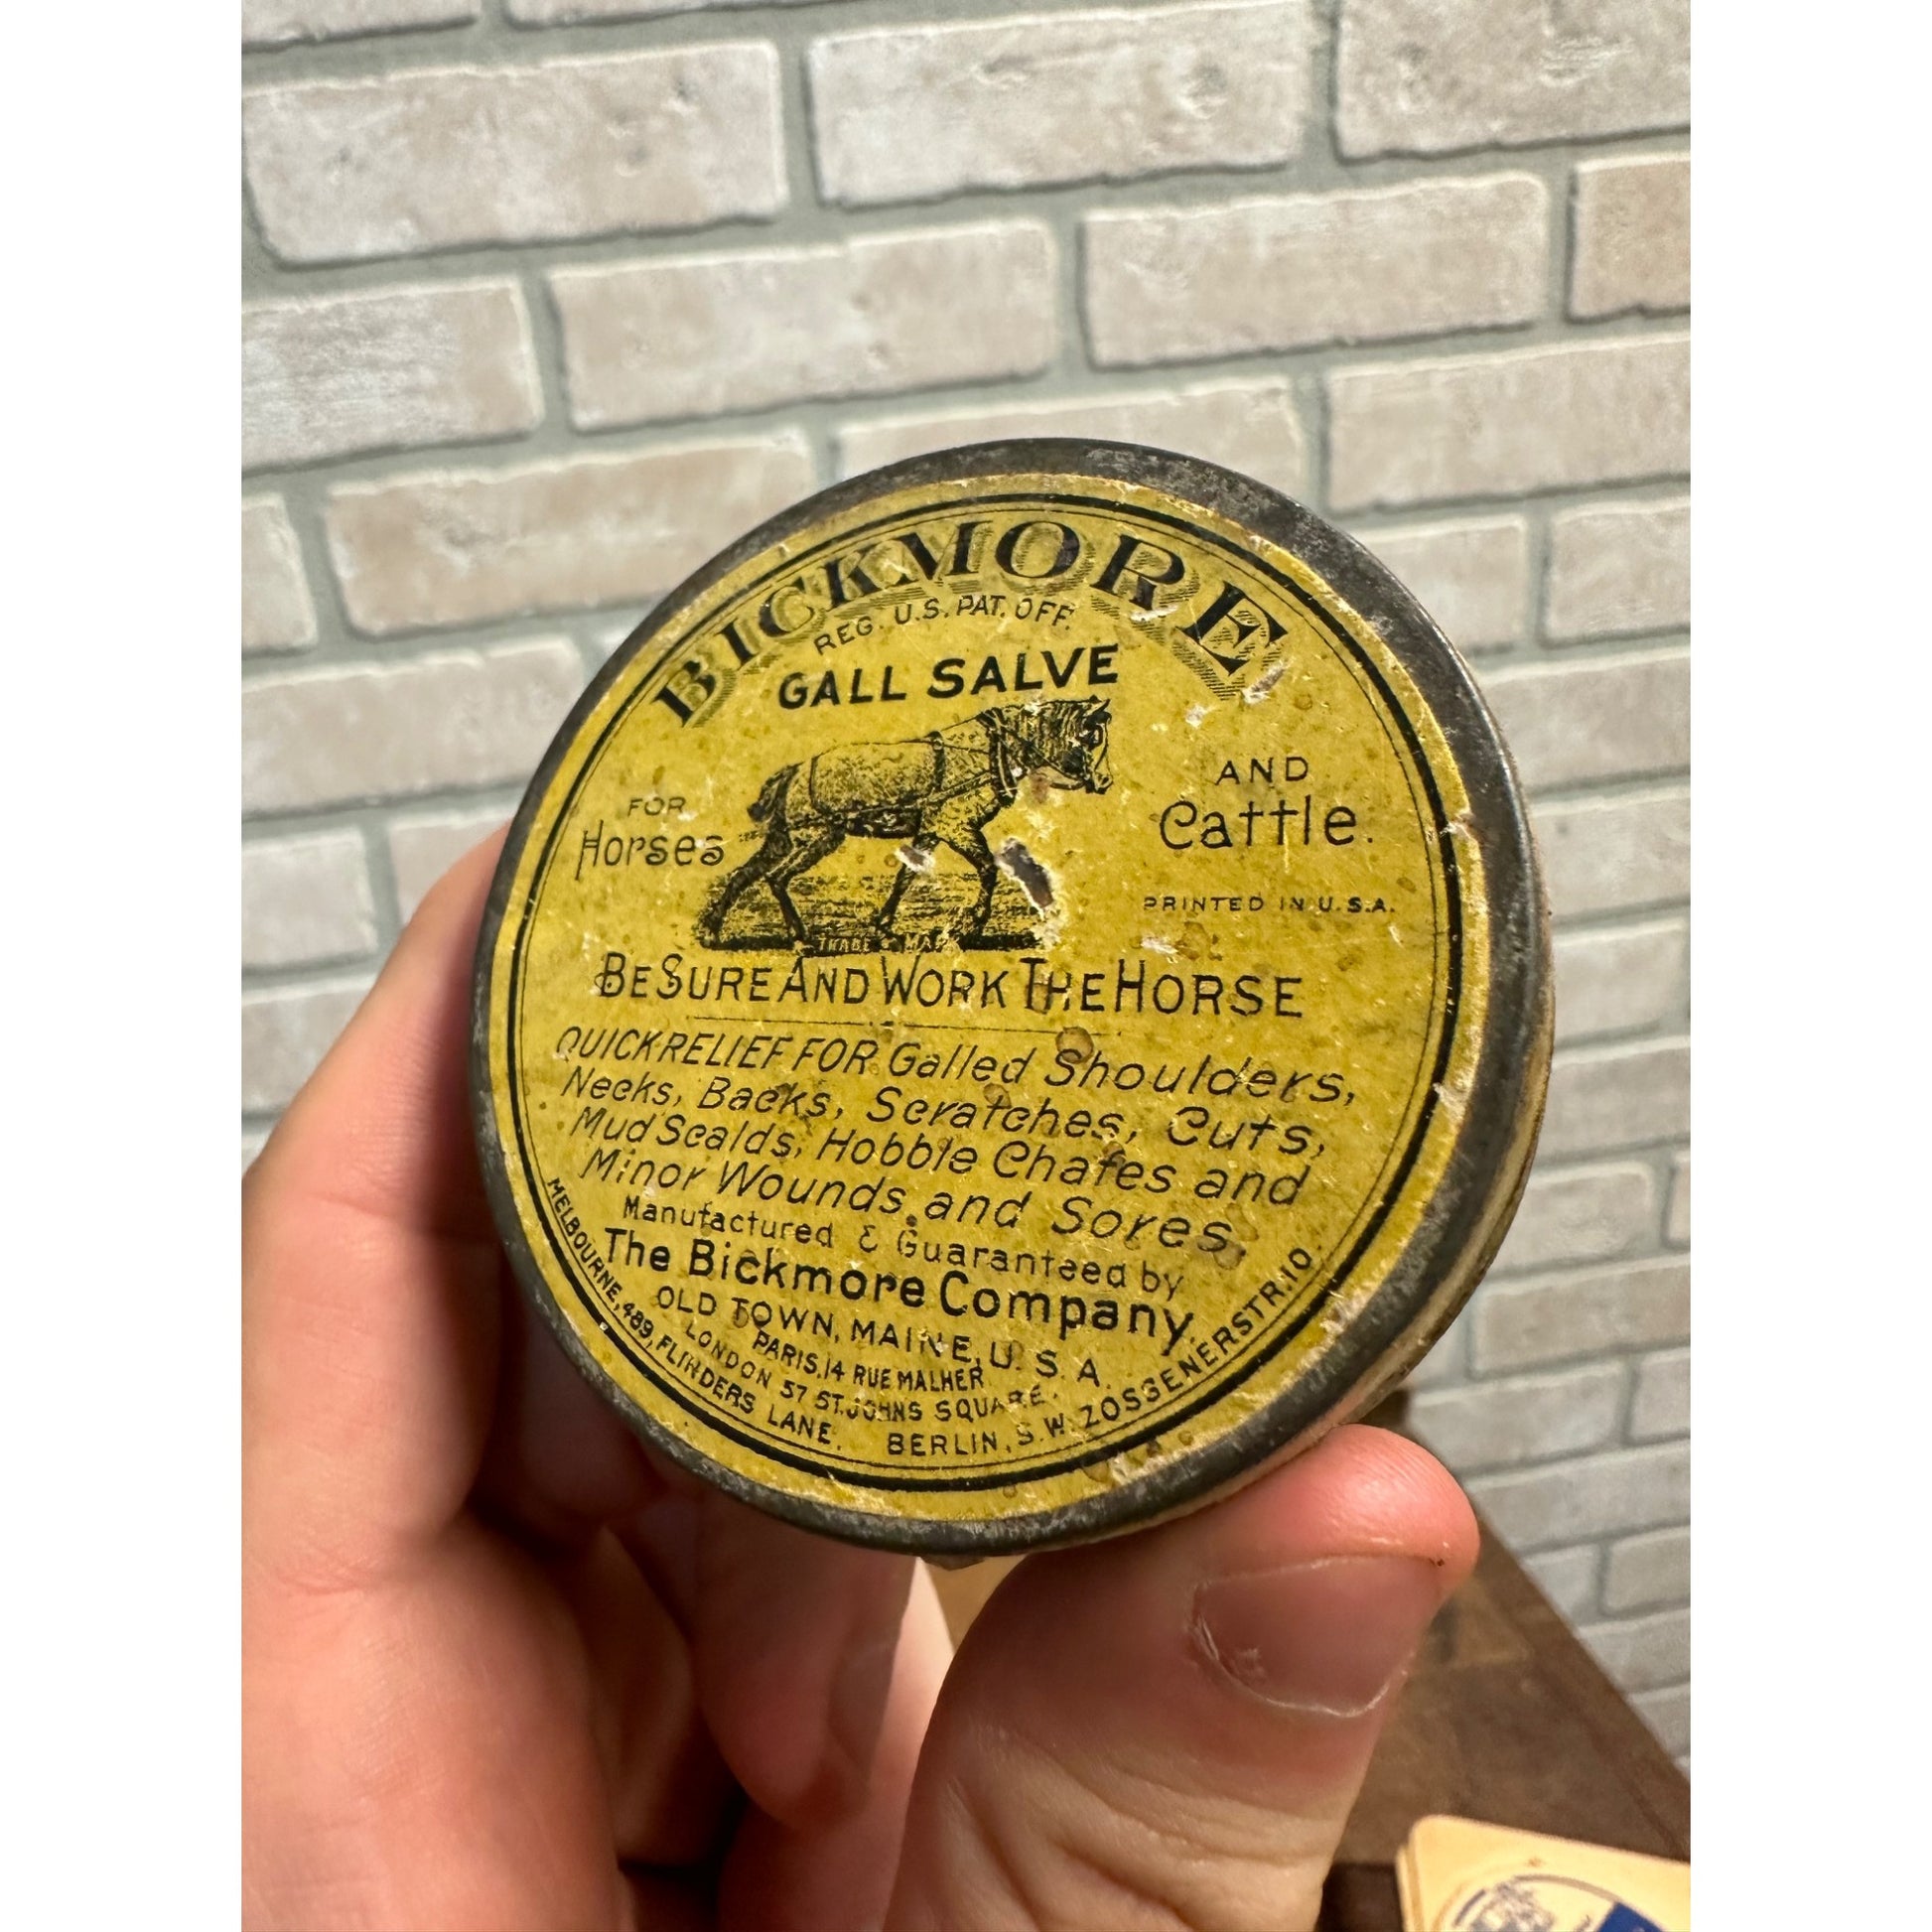 BICKMORE
REG. U.S. PAT. OFF.
GALL SALVE
FOR
Horses
AND
Cattle.
PRINTED IN U.S.A.
TRADE MARK
BE SURE AND WORK THE HORSE
QUICK RELIEF FOR Galled Shoulders,
Necks, Backs, Scratches, Cuts,
Mud Scalds, Hobble Chafes and
Minor Wounds and Sores.
Manufactured & Guaranteed by
The Bickmore Company.
OLD TOWN, MAINE, U.S.A.
PARIS, 14 RUE MALHER
LONDON 57 ST. JOHNS SQUARE.
MELBOURNE, 489, FLINDERS LANE. BERLIN, S.W. ZOSSENERSTR. 10.